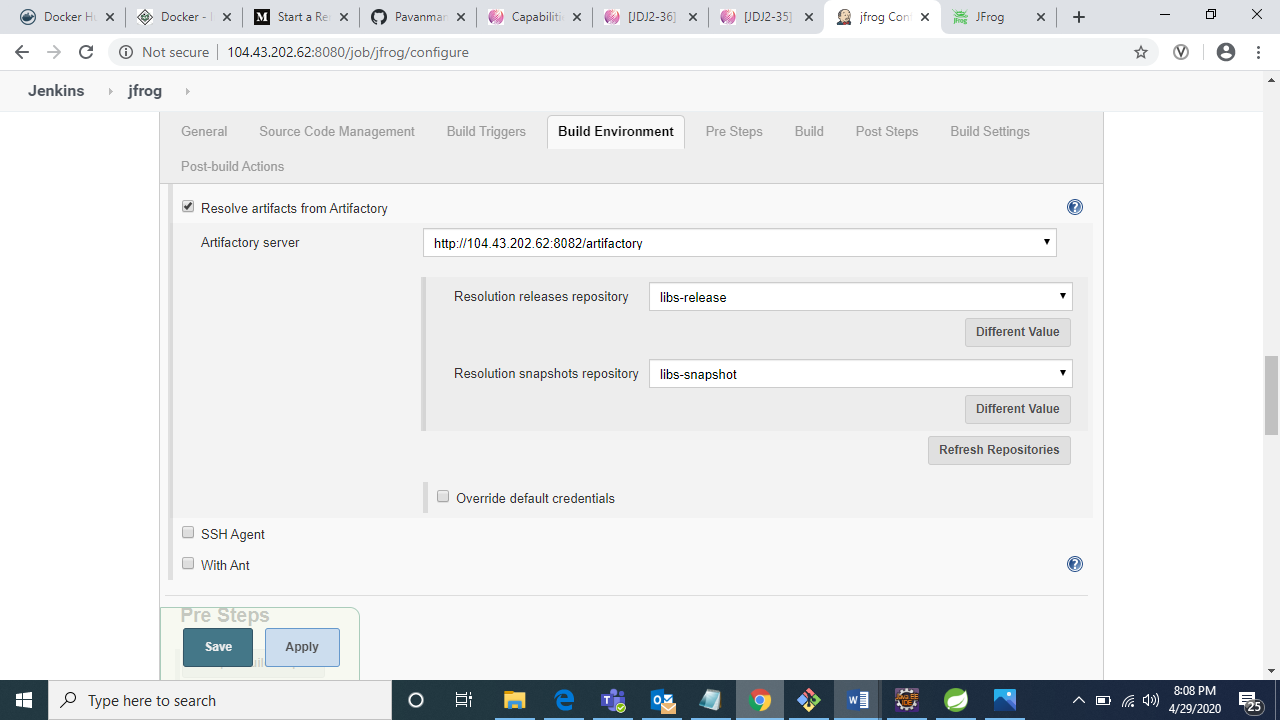 Docker Hu
Docker -
Start a Re
Pavanmar
Capabiliti
[JDJ2-36]
[JDJ2-35]
jfrog Con
JFrog
Not secure
104.43.202.62:8080/job/jfrog/configure
Jenkins
jfrog
General Source Code Management Build Triggers Build Environment Pre Steps Build Post Steps Build Settings
Post-build Actions
Resolve artifacts from Artifactory
Artifactory server
http://104.43.202.62:8082/artifactory
Resolution releases repository
libs-release
Different Value
Resolution snapshots repository
libs-snapshot
Different Value
Refresh Repositories
Override default credentials
SSH Agent
With Ant
Pre Steps
Save Apply
Type here to search
8:08 PM
4/29/2020
25